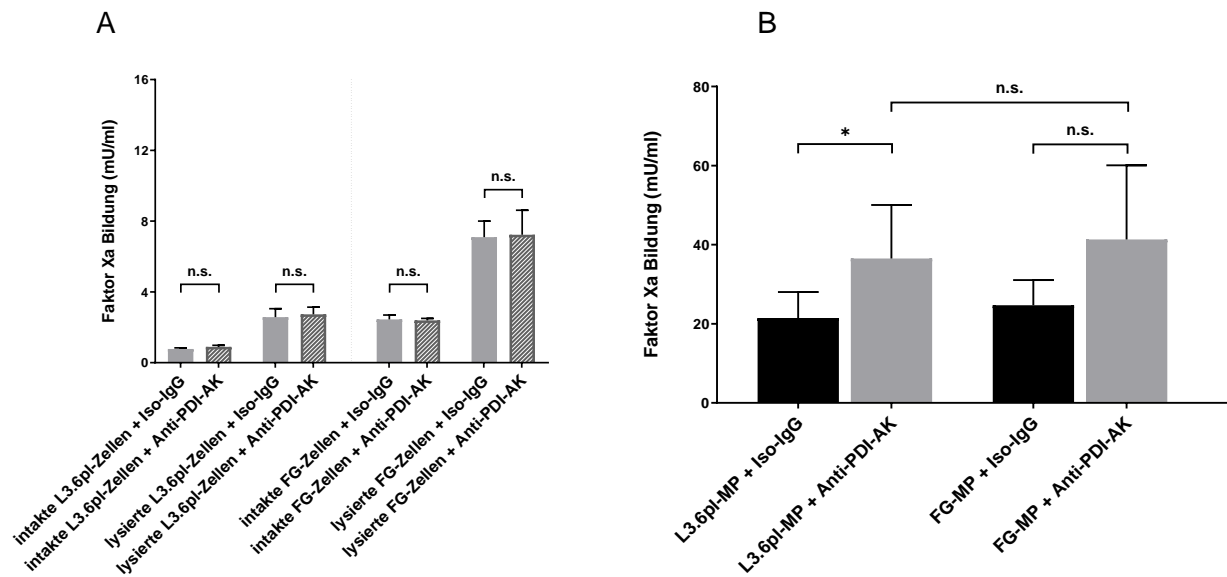 A
Faktor Xa Bildung (mU/ml)
16
12
8
4
0
n.s.
n.s.
n.s.
n.s.
intakte L3.6pl-Zellen + Iso-IgG
intakte L3.6pl-Zellen + Anti-PDI-AK
lysierte L3.6pl-Zellen + Iso-IgG
lysierte L3.6pl-Zellen + Anti-PDI-AK
intakte FG-Zellen + Iso-IgG
intakte FG-Zellen + Anti-PDI-AK
lysierte FG-Zellen + Iso-IgG
lysierte FG-Zellen + Anti-PDI-AK
B
Faktor Xa Bildung (mU/ml)
80
60
40
20
0
n.s.
*
n.s.
L3.6pl-MP + Iso-IgG
L3.6pl-MP + Anti-PDI-AK
FG-MP + Iso-IgG
FG-MP + Anti-PDI-AK